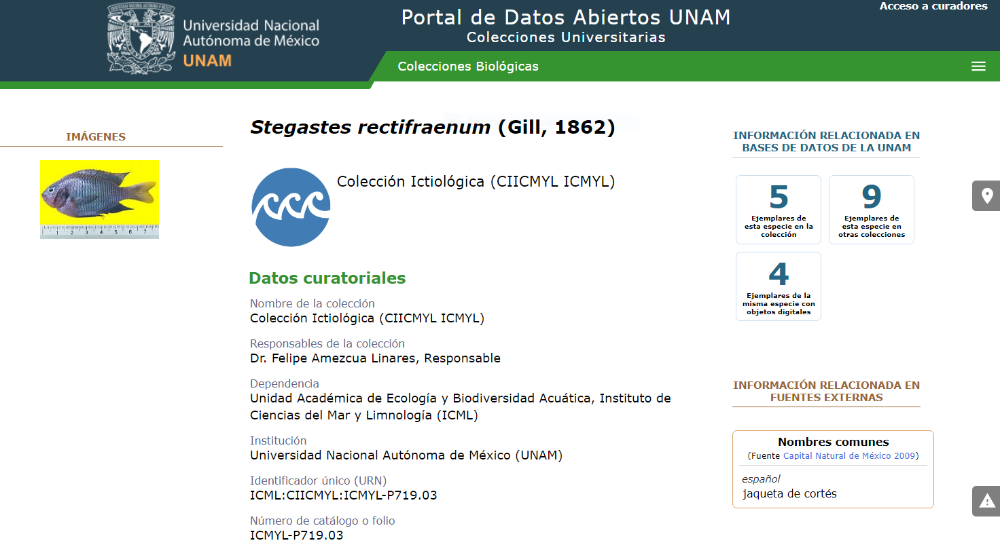 Universidad Nacional
Autónoma de México
UNAM
Portal de Datos Abiertos UNAM
Colecciones Universitarias
Acceso a curadores
Colecciones Biológicas
IMÁGENES
1 2 3 4 5 6 7
Stegastes rectifraenum (Gill, 1862)
Colección Ictiológica (CIICMYL ICMYL)
Datos curatoriales
Nombre de la colección
Colección Ictiológica (CIICMYL ICMYL)
Responsables de la colección
Dr. Felipe Amezcua Linares, Responsable
Dependencia
Unidad Académica de Ecología y Biodiversidad Acuática, Instituto de
Ciencias del Mar y Limnología (ICML)
Institución
Universidad Nacional Autónoma de México (UNAM)
Identificador único (URN)
ICML:CIICMYL:ICMYL-P719.03
Número de catálogo o folio
ICMYL-P719.03
INFORMACIÓN RELACIONADA EN
BASES DE DATOS DE LA UNAM
5
Ejemplares de
esta especie en la
colección
9
Ejemplares de
esta especie en
otras colecciones
4
Ejemplares de la
misma especie con
objetos digitales
INFORMACIÓN RELACIONADA EN
FUENTES EXTERNAS
Nombres comunes
(Fuente Capital Natural de México 2009)
español
jaqueta de cortés